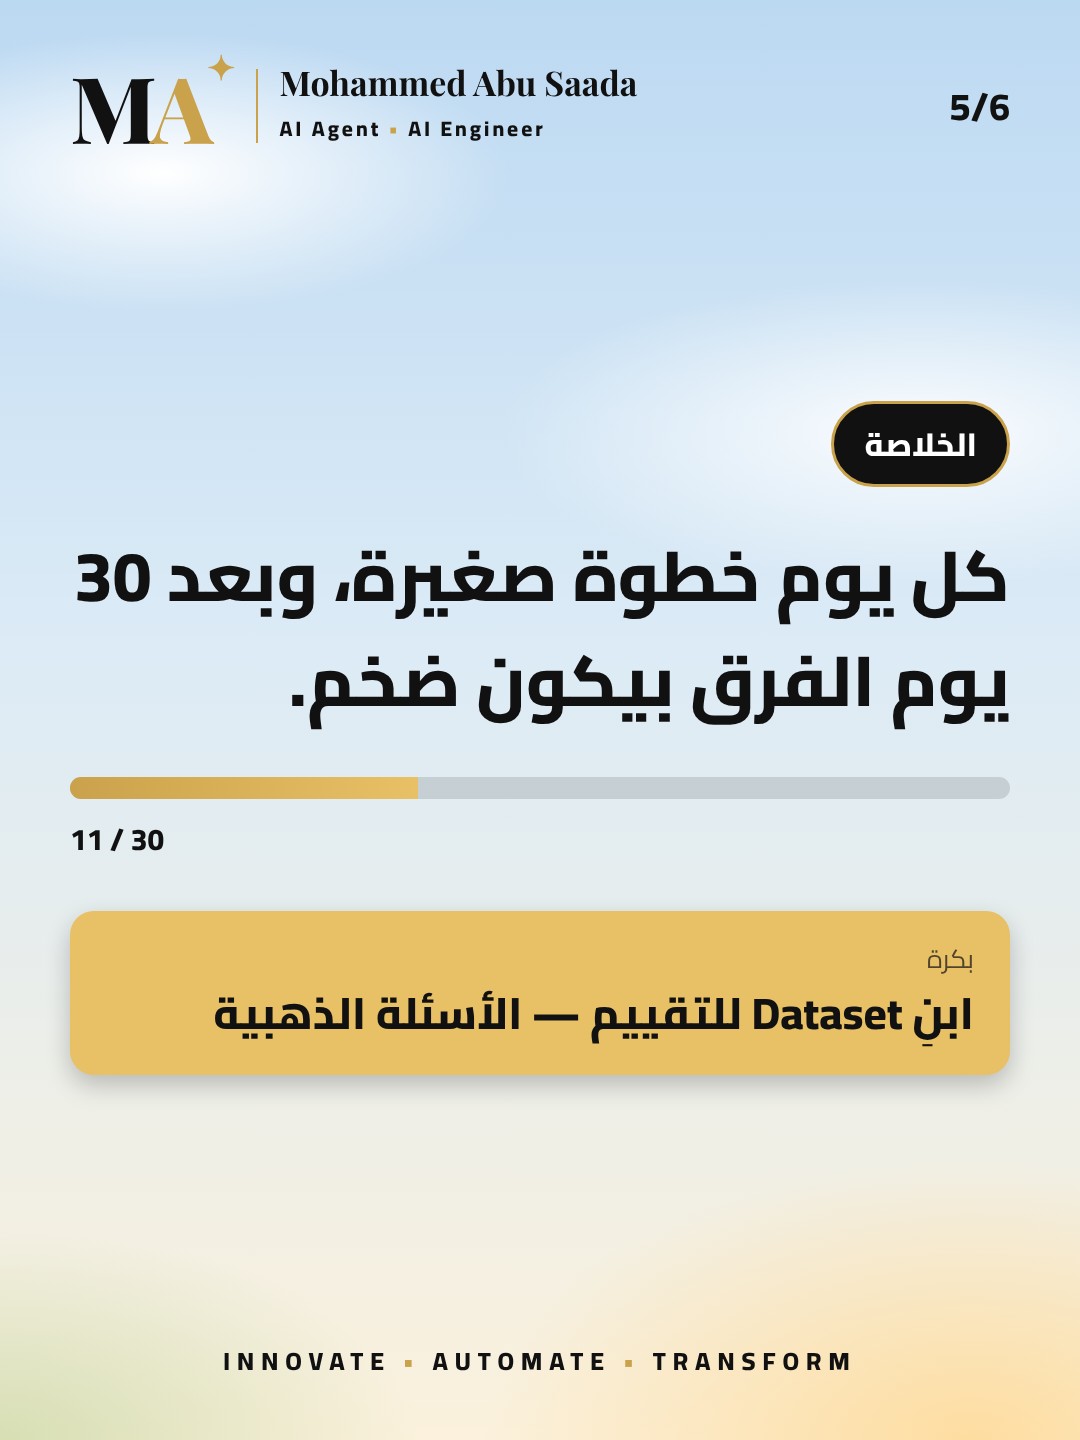 MA
Mohammed Abu Saada
AI Agent ▪ AI Engineer
5/6
الخلاصة
كل يوم خطوة صغيرة، وبعد 30
يوم الفرق بيكون ضخم.
11 / 30
بكرة
ابنِ Dataset للتقييم — الأسئلة الذهبية
INNOVATE ▪ AUTOMATE ▪ TRANSFORM